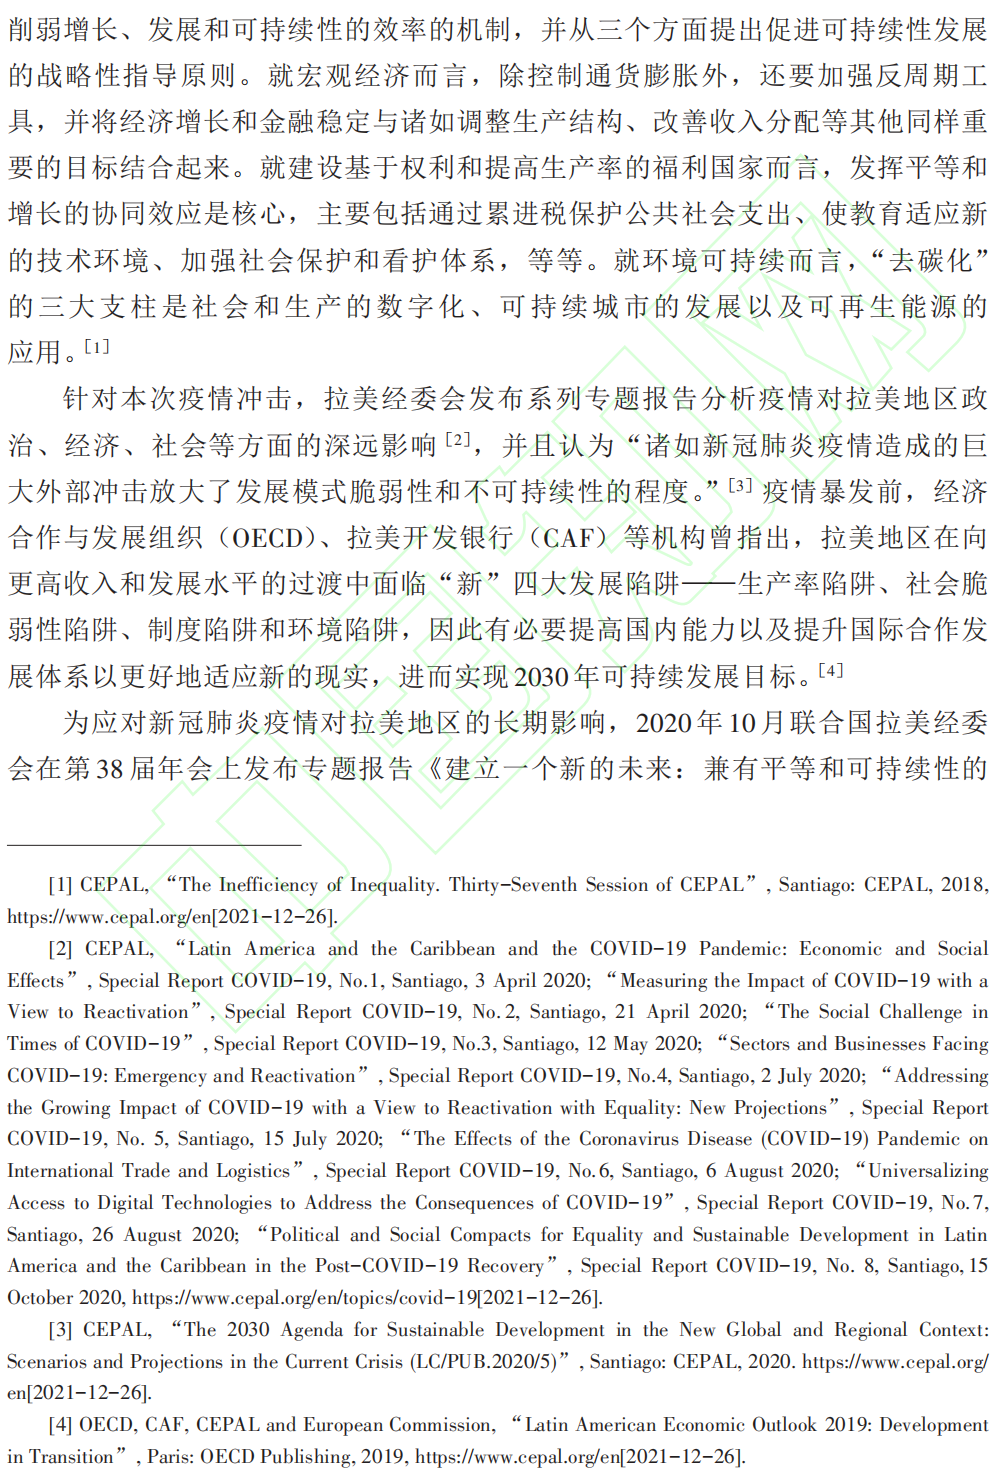 削弱增长、发展和可持续性的效率的机制，并从三个方面提出促进可持续性发展
的战略性指导原则。就宏观经济而言，除控制通货膨胀外，还要加强反周期工
具，并将经济增长和金融稳定与诸如调整生产结构、改善收入分配等其他同样重
要的目标结合起来。就建设基于权利和提高生产率的福利国家而言，发挥平等和
增长的协同效应是核心，主要包括通过累进税保护公共社会支出、使教育适应新
的技术环境、加强社会保护和看护体系，等等。就环境可持续而言，“去碳化”
的三大支柱是社会和生产的数字化、可持续城市的发展以及可再生能源的
应用。[1]
针对本次疫情冲击，拉美经委会发布系列专题报告分析疫情对拉美地区政
治、经济、社会等方面的深远影响[2]，并且认为“诸如新冠肺炎疫情造成的巨
大外部冲击放大了发展模式脆弱性和不可持续性的程度。”[3]疫情暴发前，经济
合作与发展组织（OECD）、拉美开发银行（CAF）等机构曾指出，拉美地区在向
更高收入和发展水平的过渡中面临“新”四大发展陷阱——生产率陷阱、社会脆
弱性陷阱、制度陷阱和环境陷阱，因此有必要提高国内能力以及提升国际合作发
展体系以更好地适应新的现实，进而实现2030年可持续发展目标。[4]
为应对新冠肺炎疫情对拉美地区的长期影响，2020年10月联合国拉美经委
会在第38届年会上发布专题报告《建立一个新的未来：兼有平等和可持续性的
[1] CEPAL, “The Inefficiency of Inequality. Thirty-Seventh Session of CEPAL”, Santiago: CEPAL, 2018,
https://www.cepal.org/en[2021-12-26].
[2] CEPAL, “Latin America and the Caribbean and the COVID-19 Pandemic: Economic and Social
Effects”, Special Report COVID-19, No.1, Santiago, 3 April 2020; “Measuring the Impact of COVID-19 with a
View to Reactivation”, Special Report COVID-19, No. 2, Santiago, 21 April 2020; “The Social Challenge in
Times of COVID-19”, Special Report COVID-19, No.3, Santiago, 12 May 2020; “Sectors and Businesses Facing
COVID-19: Emergency and Reactivation”, Special Report COVID-19, No.4, Santiago, 2 July 2020; “Addressing
the Growing Impact of COVID-19 with a View to Reactivation with Equality: New Projections”, Special Report
COVID-19, No. 5, Santiago, 15 July 2020; “The Effects of the Coronavirus Disease (COVID-19) Pandemic on
International Trade and Logistics”, Special Report COVID-19, No.6, Santiago, 6 August 2020; “Universalizing
Access to Digital Technologies to Address the Consequences of COVID-19”, Special Report COVID-19, No. 7,
Santiago, 26 August 2020; “Political and Social Compacts for Equality and Sustainable Development in Latin
America and the Caribbean in the Post-COVID-19 Recovery”, Special Report COVID-19, No. 8, Santiago, 15
October 2020, https://www.cepal.org/en/topics/covid-19[2021-12-26].
[3] CEPAL, “The 2030 Agenda for Sustainable Development in the New Global and Regional Context:
Scenarios and Projections in the Current Crisis (LC/PUB.2020/5)”, Santiago: CEPAL, 2020. https://www.cepal.org/
en[2021-12-26].
[4] OECD, CAF, CEPAL and European Commission, “Latin American Economic Outlook 2019: Development
in Transition”, Paris: OECD Publishing, 2019, https://www.cepal.org/en[2021-12-26].